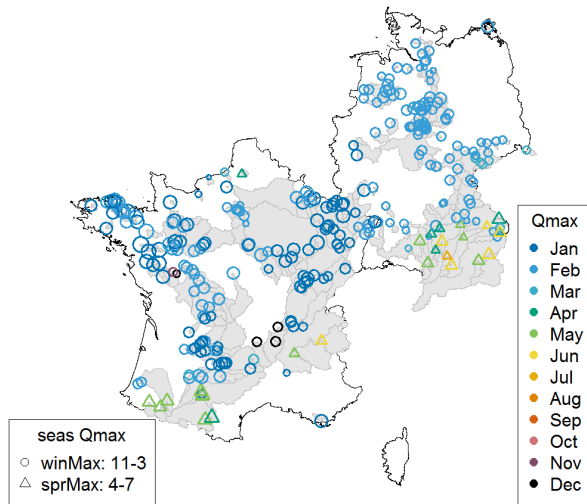 Qmax
Jan
Feb
Mar
Apr
May
Jun
Jul
Aug
Sep
Oct
Nov
Dec
seas Qmax
winMax: 11-3
sprMax: 4-7